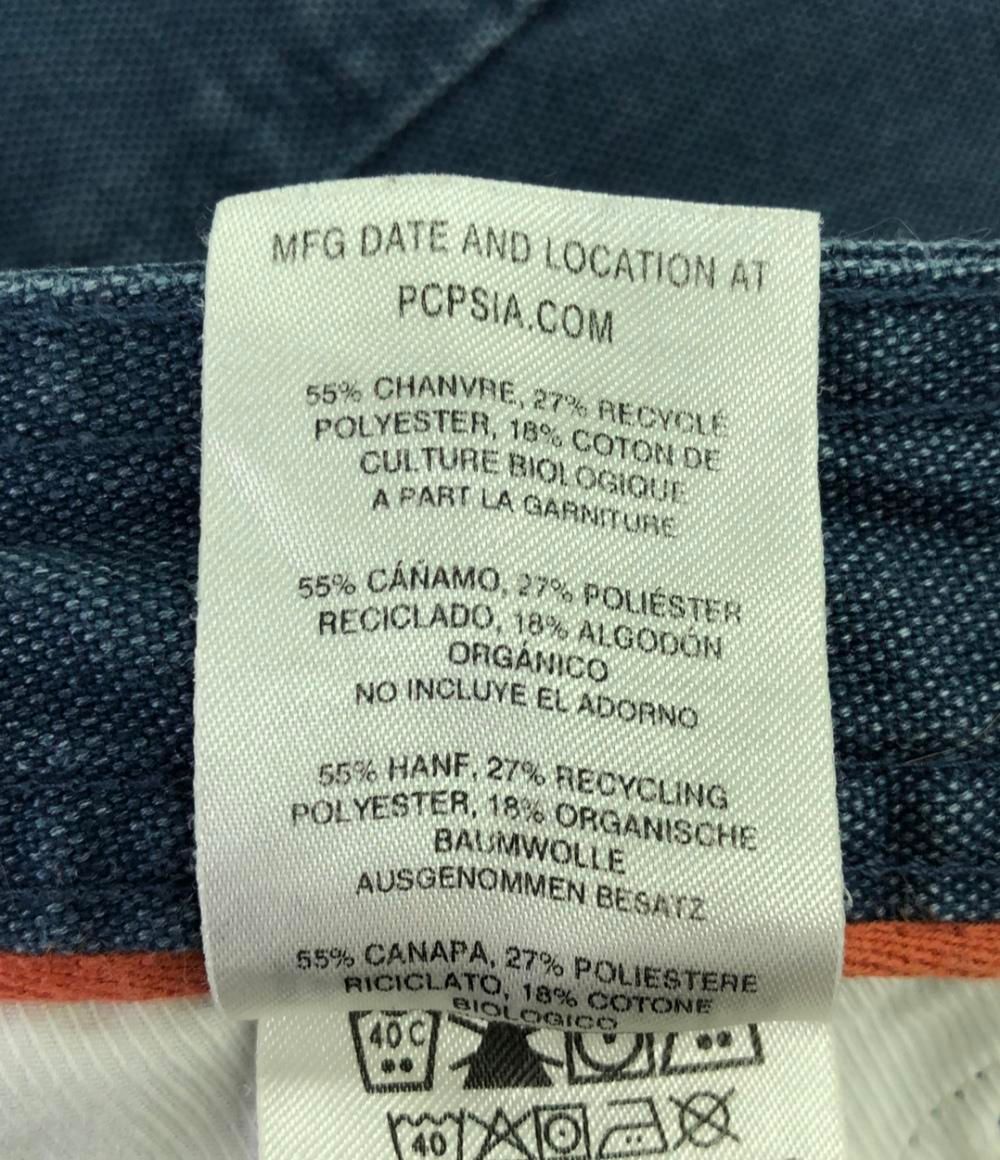 MFG DATE AND LOCATION AT
PCPSIA.COM
55% CHANVRE, 27% RECYCLÉ
POLYESTER, 18% COTON DE
CULTURE BIOLOGIQUE
A PART LA GARNITURE
55% CÁÑAMO, 27% POLIÉSTER
RECICLADO, 18% ALGODÓN
ORGÁNICO
NO INCLUYE EL ADORNO
55% HANF, 27% RECYCLING
POLYESTER, 18% ORGANISCHE
BAUMWOLLE
AUSGENOMMEN BESATZ
55% CANAPA, 27% POLIESTERE
RICICLATO, 18% COTONE
BIOLOGICO
40 C
40